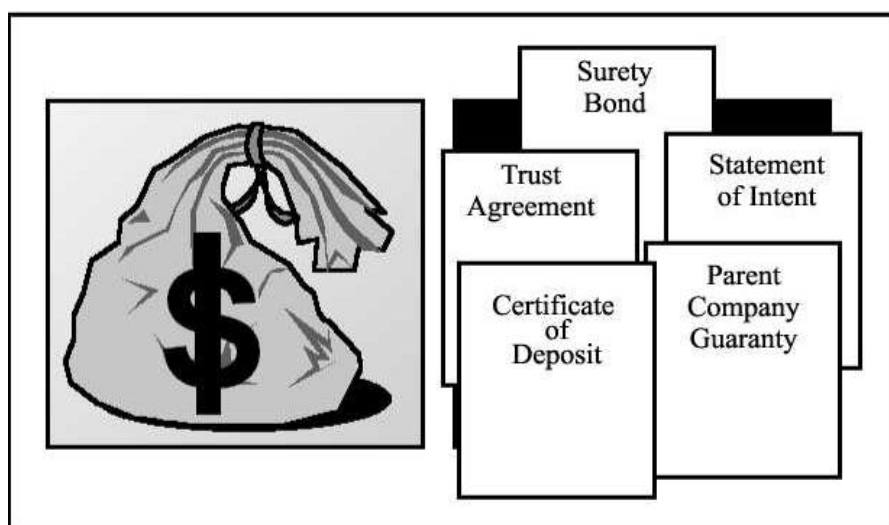 Surety
Bond
Trust
Agreement
Statement
of Intent
Certificate
of
Deposit
Parent
Company
Guaranty
$